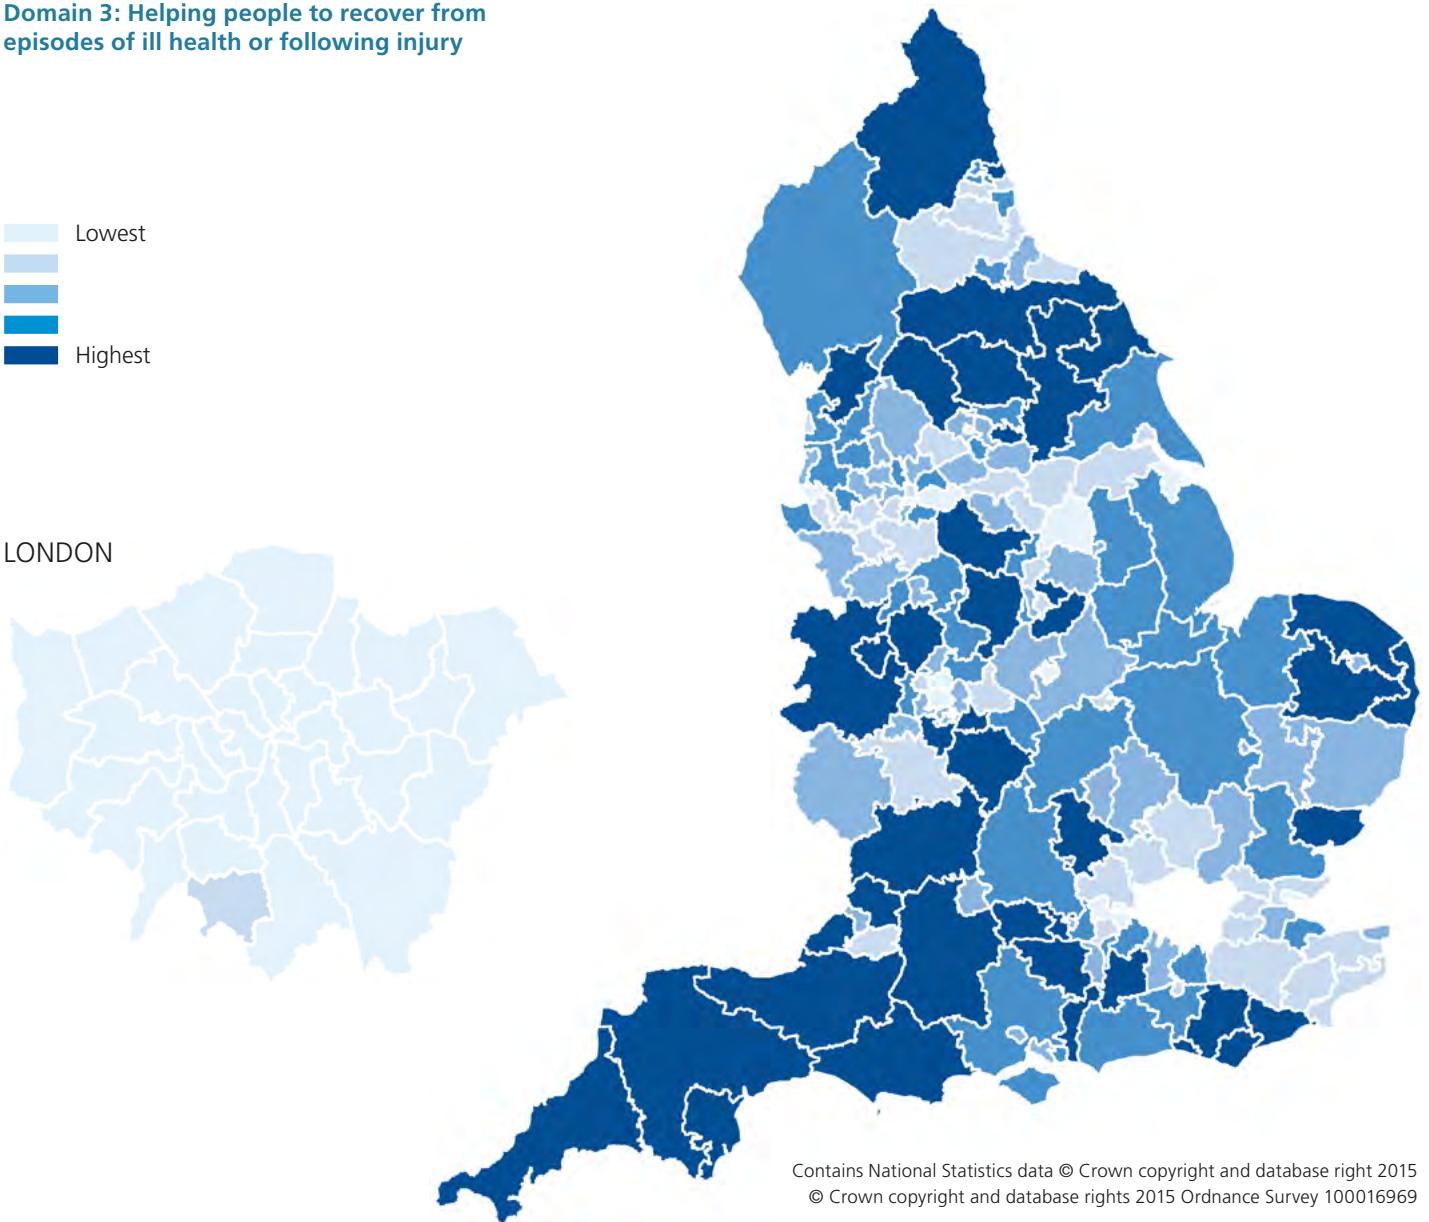 Domain 3: Helping people to recover from
episodes of ill health or following injury
Lowest
Highest
LONDON
Contains National Statistics data © Crown copyright and database right 2015
© Crown copyright and database rights 2015 Ordnance Survey 100016969